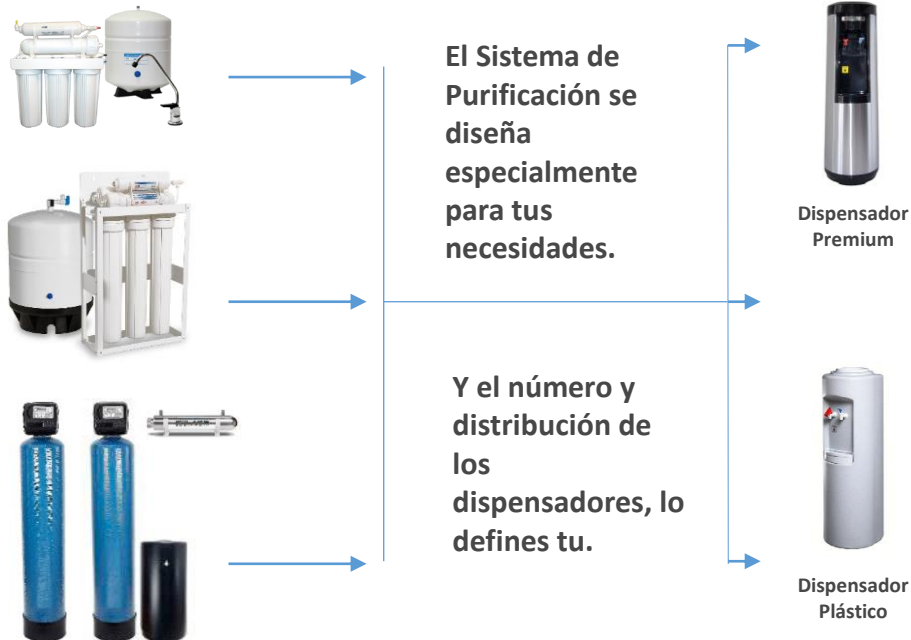 El Sistema de
Purificación se
diseña
especialmente
para tus
necesidades.
Dispensador
Premium
Y el número y
distribución de
los
dispensadores, lo
defines tu.
Dispensador
Plástico